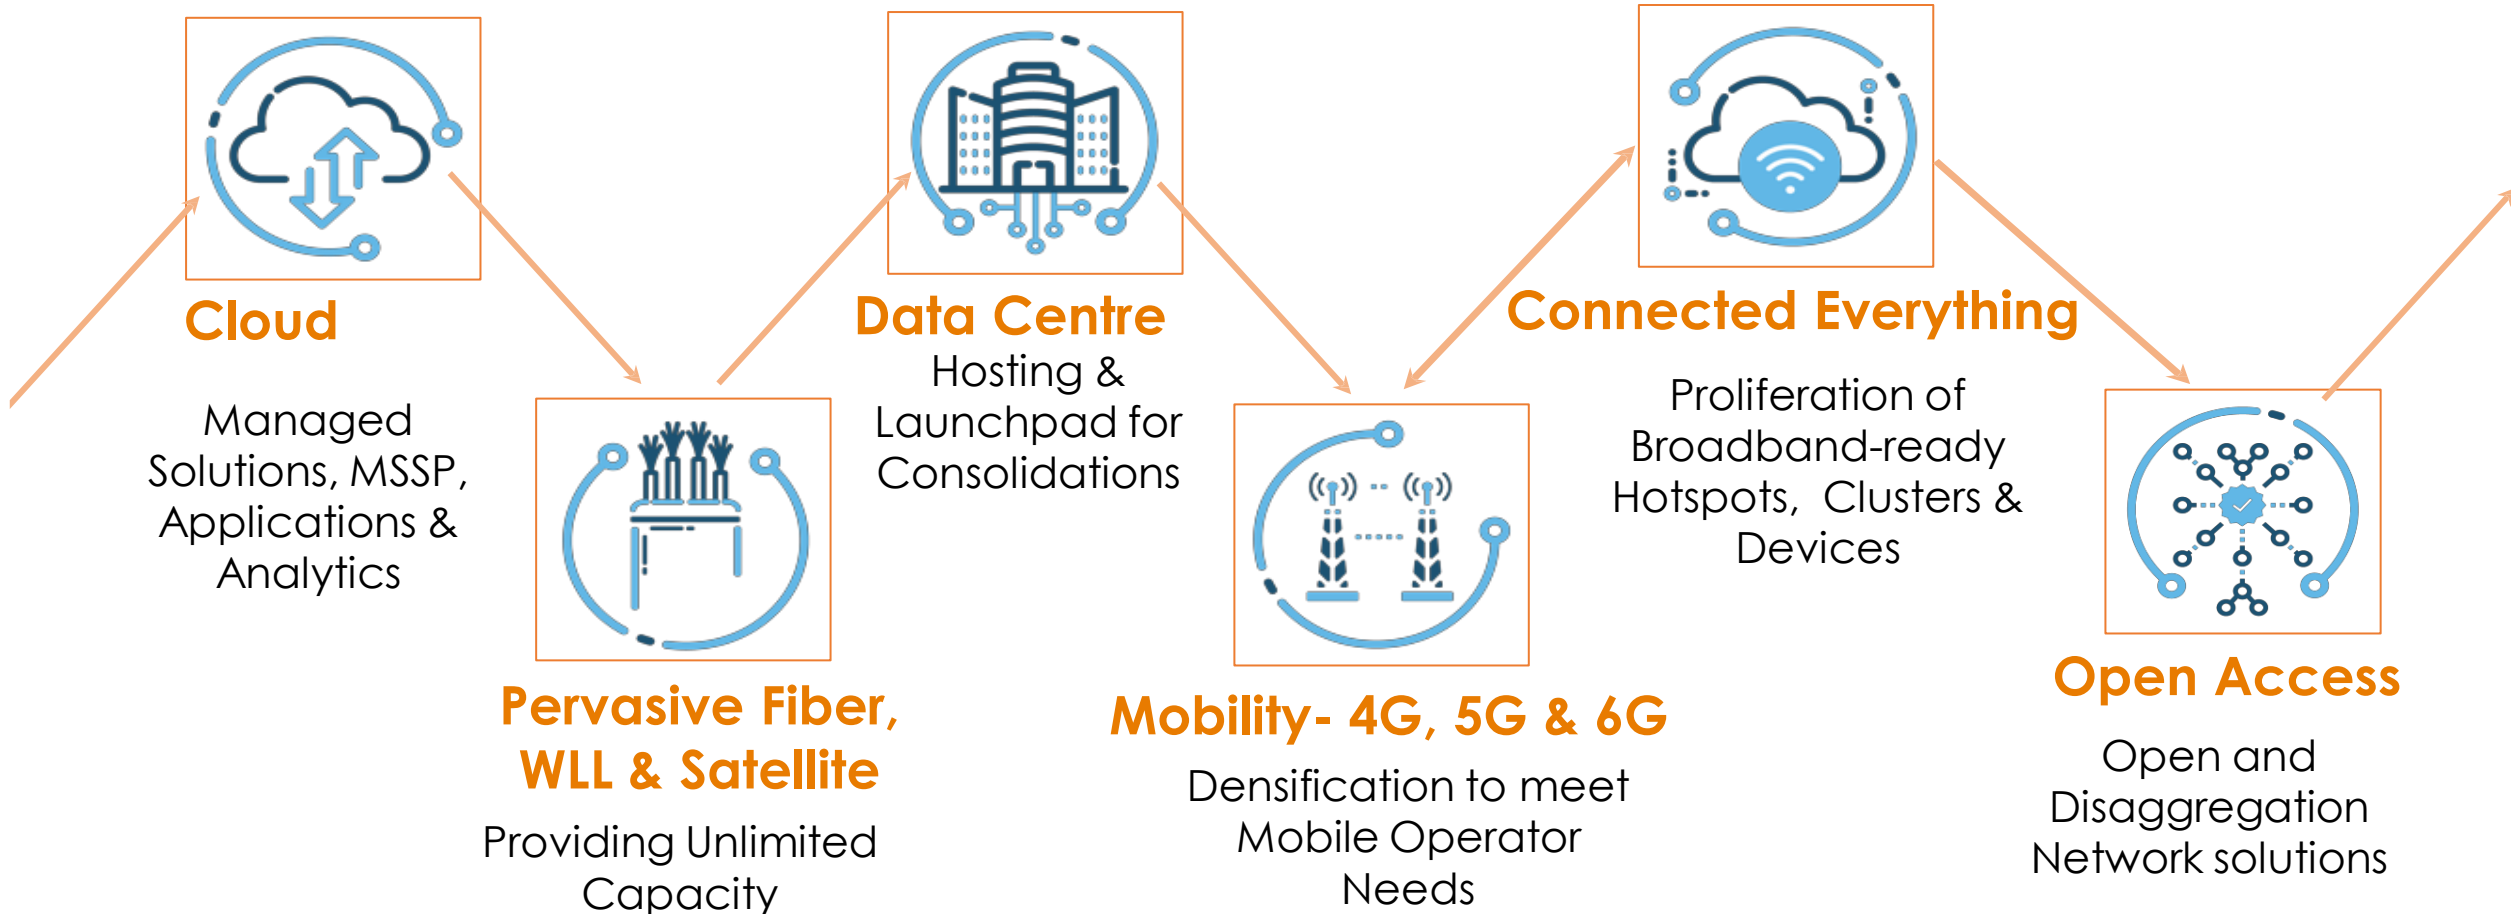 Cloud
Managed
Solutions, MSSP,
Applications &
Analytics
Pervasive Fiber,
WLL & Satellite
Providing Unlimited
Capacity
Data Centre
Hosting &
Launchpad for
Consolidations
Mobility- 4G, 5G & 6G
Densification to meet
Mobile Operator
Needs
Connected Everything
Proliferation of
Broadband-ready
Hotspots, Clusters &
Devices
Open Access
Open and
Disaggregation
Network solutions